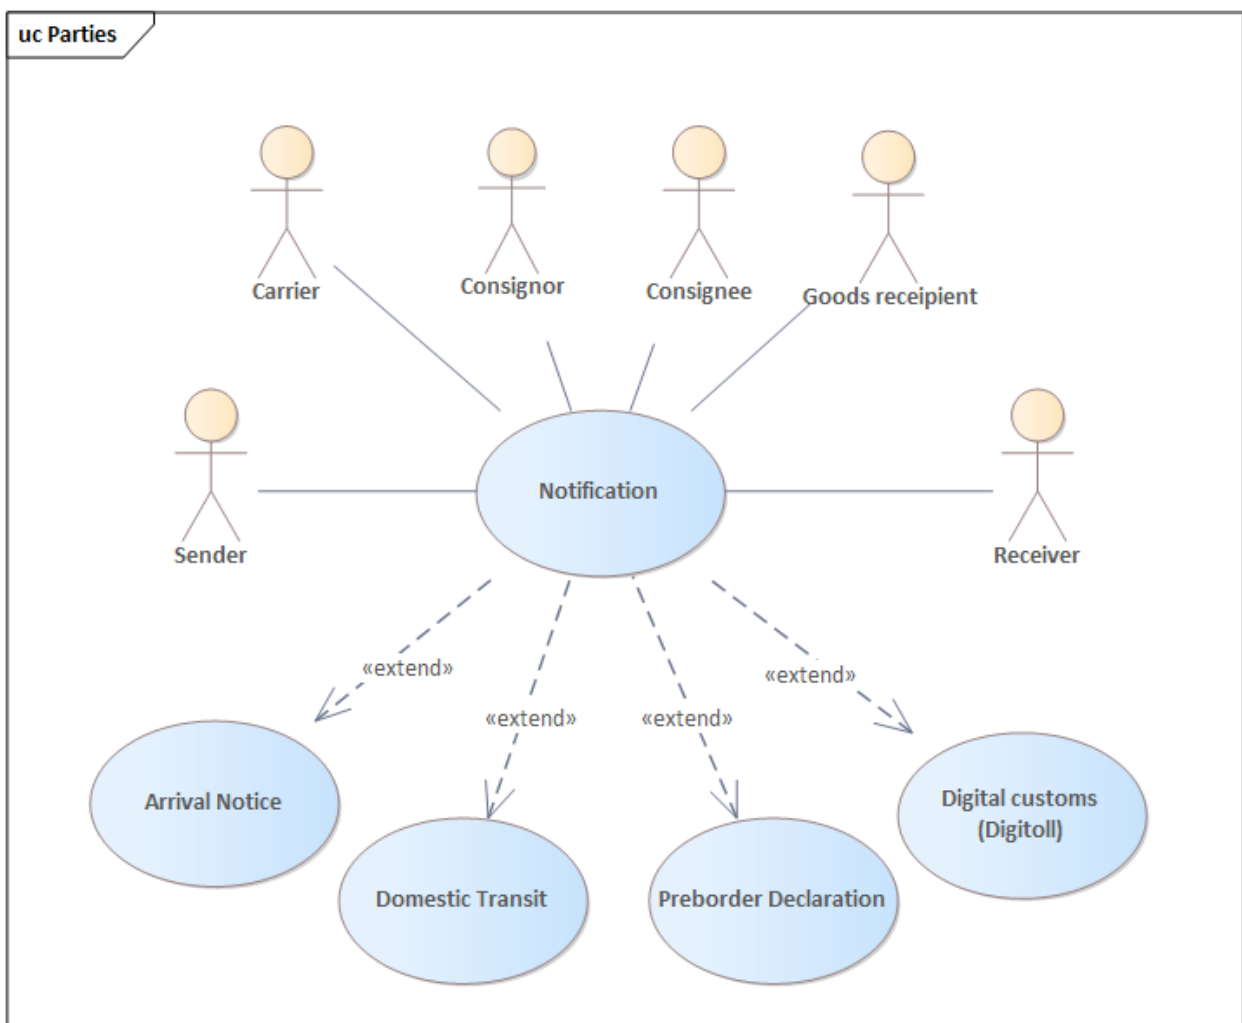 uc Parties
Carrier
Consignor
Consignee
Goods receipient
Sender
Notification
Receiver
«extend»
«extend»
«extend»
«extend»
Arrival Notice
Digital customs
(Digitoll)
Domestic Transit
Preborder Declaration